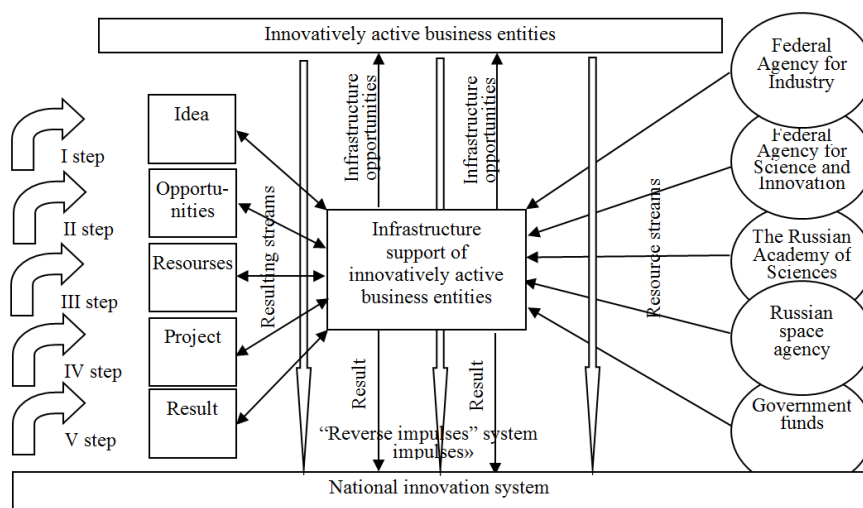 Innovatively active business entities
Federal
Agency for
Industry
Infrastructure
opportunities
Infrastructure
opportunities
Idea
I step
Federal
Agency for
Science and
Innovation
Opportu-
nities
II step
Infrastructure
support of
innovatively active
business entities
Resulting streams
Resource streams
The Russian
Academy of
Sciences
Resourses
III step
Project
IV step
Russian
space
agency
Result
Result
Result
V step
Government
funds
“Reverse impulses” system
impulses»
National innovation system